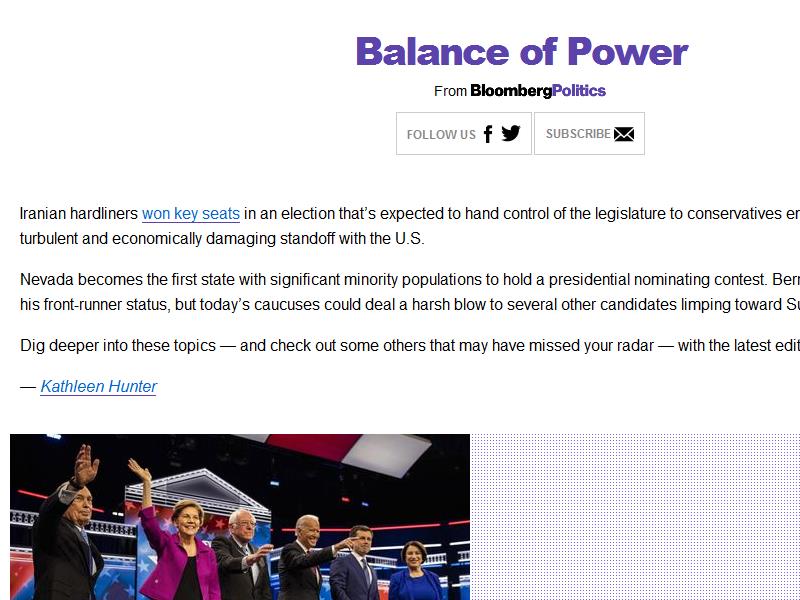 Balance of Power
From BloombergPolitics
FOLLOW US
SUBSCRIBE
Iranian hardliners won key seats in an election that’s expected to hand control of the legislature to conservatives
turbulent and economically damaging standoff with the U.S.
Nevada becomes the first state with significant minority populations to hold a presidential nominating contest.
his front-runner status, but today’s caucuses could deal a harsh blow to several other candidates limping toward
Dig deeper into these topics — and check out some others that may have missed your radar — with the latest
— Kathleen Hunter